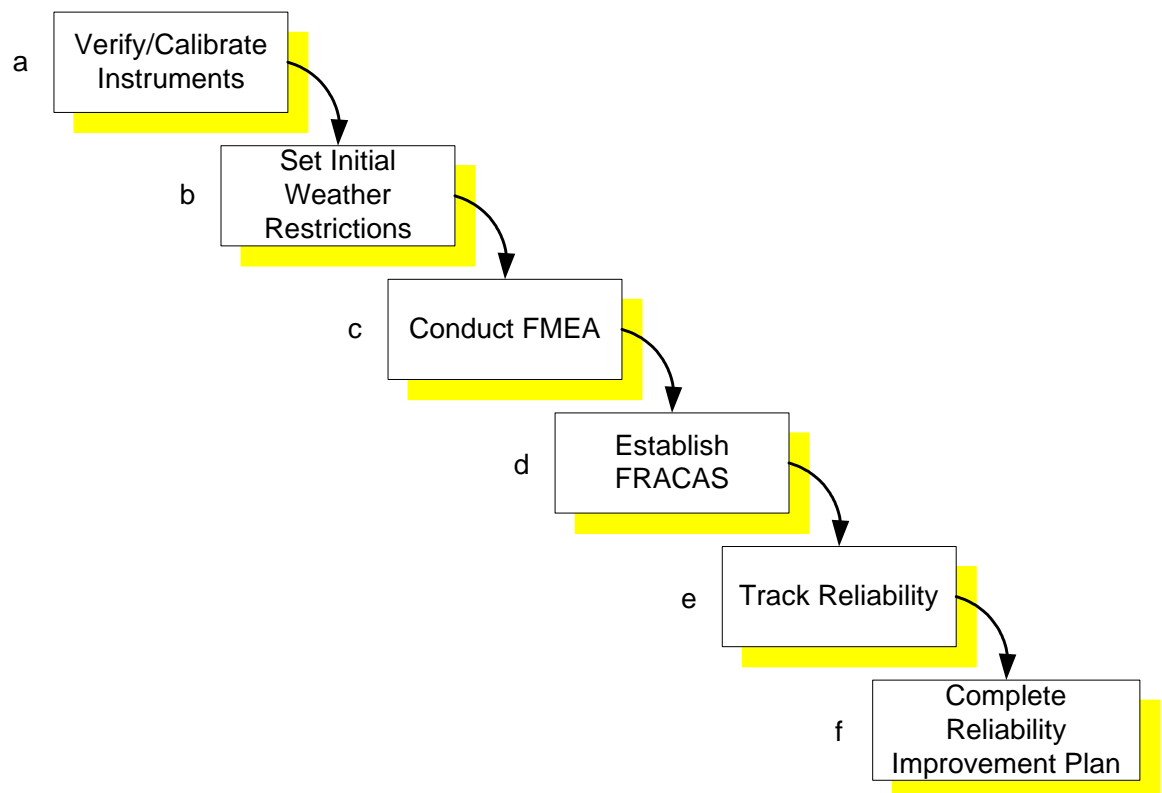 a
Verify/Calibrate
Instruments
b
Set Initial
Weather
Restrictions
c
Conduct FMEA
d
Establish
FRACAS
e
Track Reliability
f
Complete
Reliability
Improvement Plan